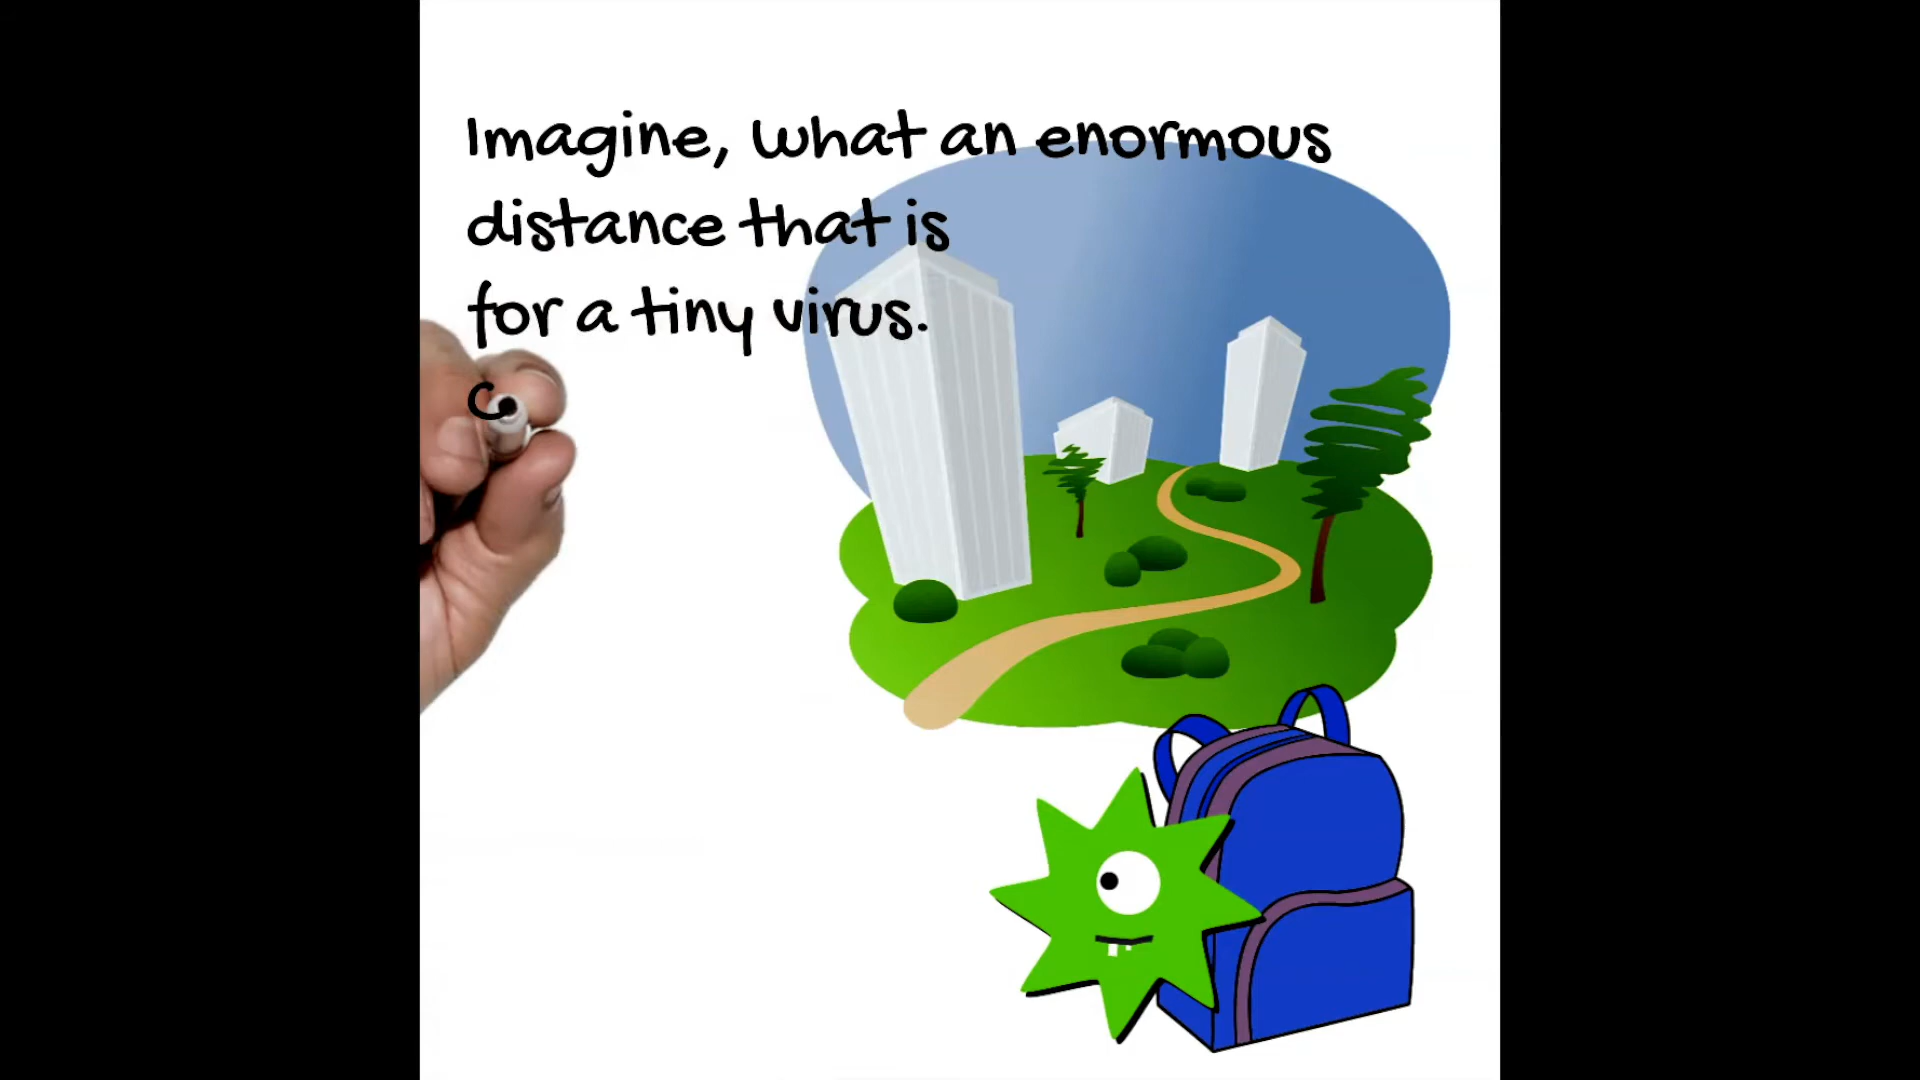 Imagine, what an enormous
distance that is
for a tiny virus.